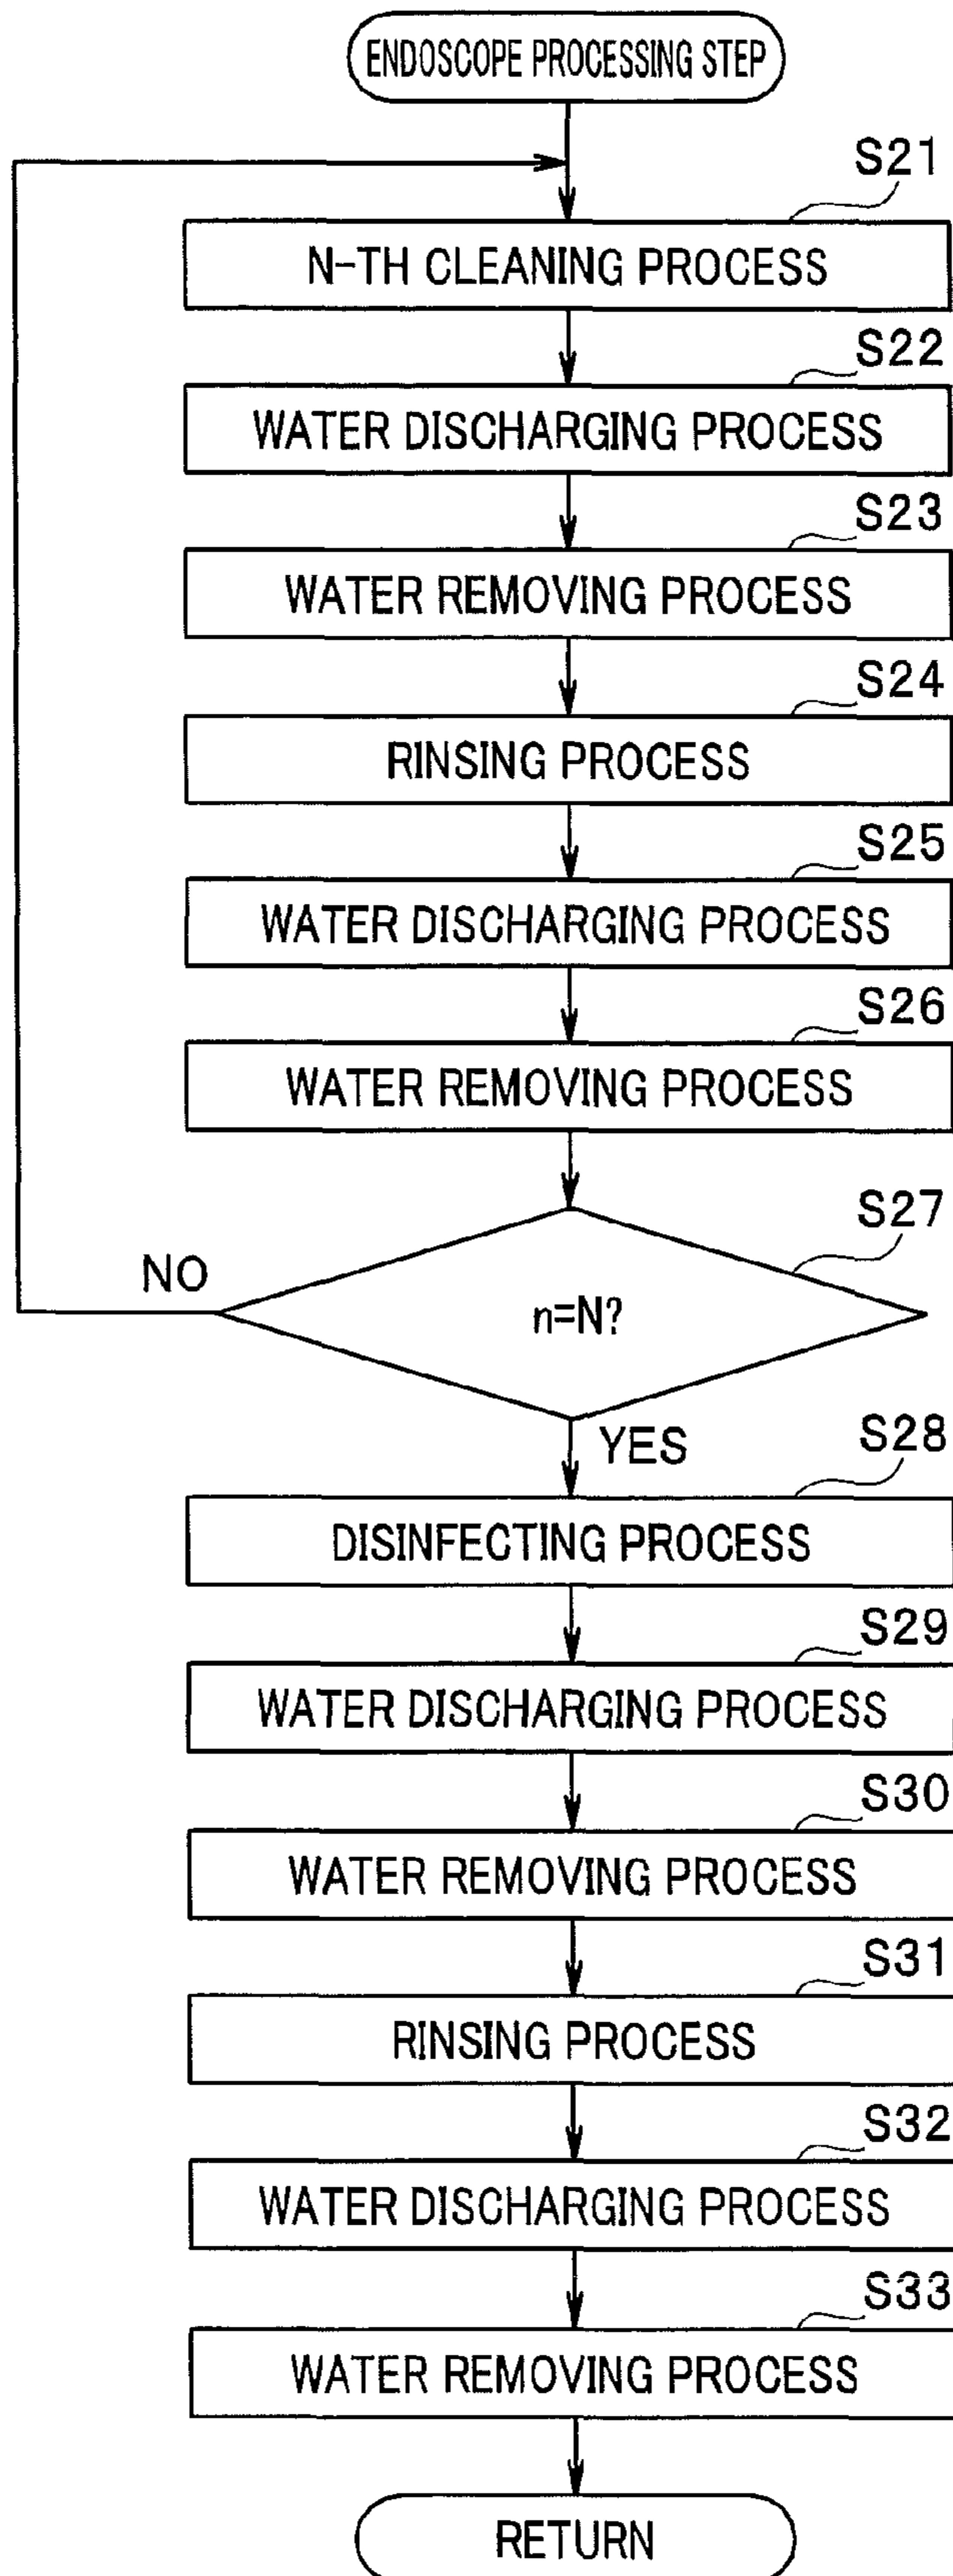 ENDOSCOPE PROCESSING STEP
S21
N-TH CLEANING PROCESS
S22
WATER DISCHARGING PROCESS
S23
WATER REMOVING PROCESS
S24
RINSING PROCESS
S25
WATER DISCHARGING PROCESS
S26
WATER REMOVING PROCESS
S27
NO
n=N?
YES
S28
DISINFECTING PROCESS
S29
WATER DISCHARGING PROCESS
S30
WATER REMOVING PROCESS
S31
RINSING PROCESS
S32
WATER DISCHARGING PROCESS
S33
WATER REMOVING PROCESS
RETURN